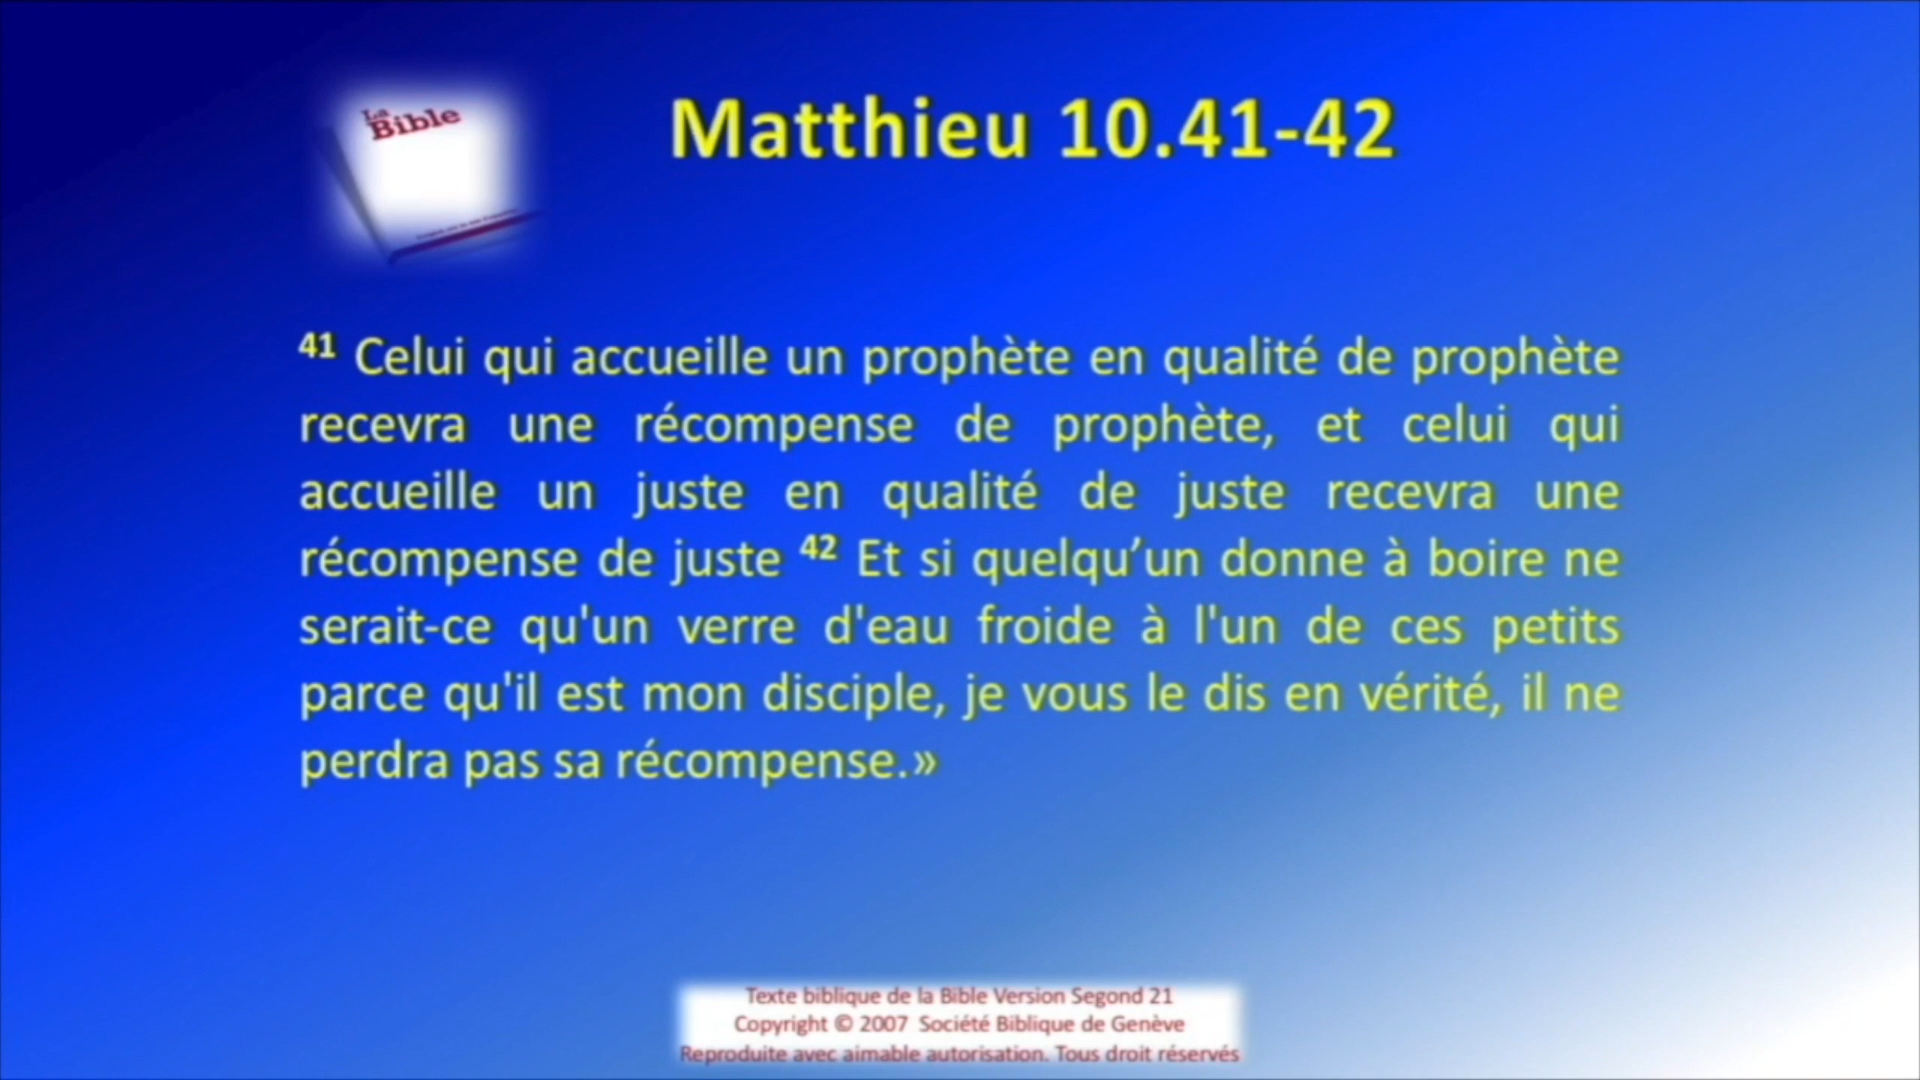 La
Bible
Matthieu 10.41-42
41 Celui qui accueille un prophète en qualité de prophète
recevra une récompense de prophète, et celui qui
accueille un juste en qualité de juste recevra une
récompense de juste 42 Et si quelqu’un donne à boire ne
serait-ce qu'un verre d'eau froide à l'un de ces petits
parce qu'il est mon disciple, je vous le dis en vérité, il ne
perdra pas sa récompense.»
Texte biblique de la Bible Version Segond 21
Copyright © 2007 Société Biblique de Genève
Reproduite avec aimable autorisation. Tous droit réservés